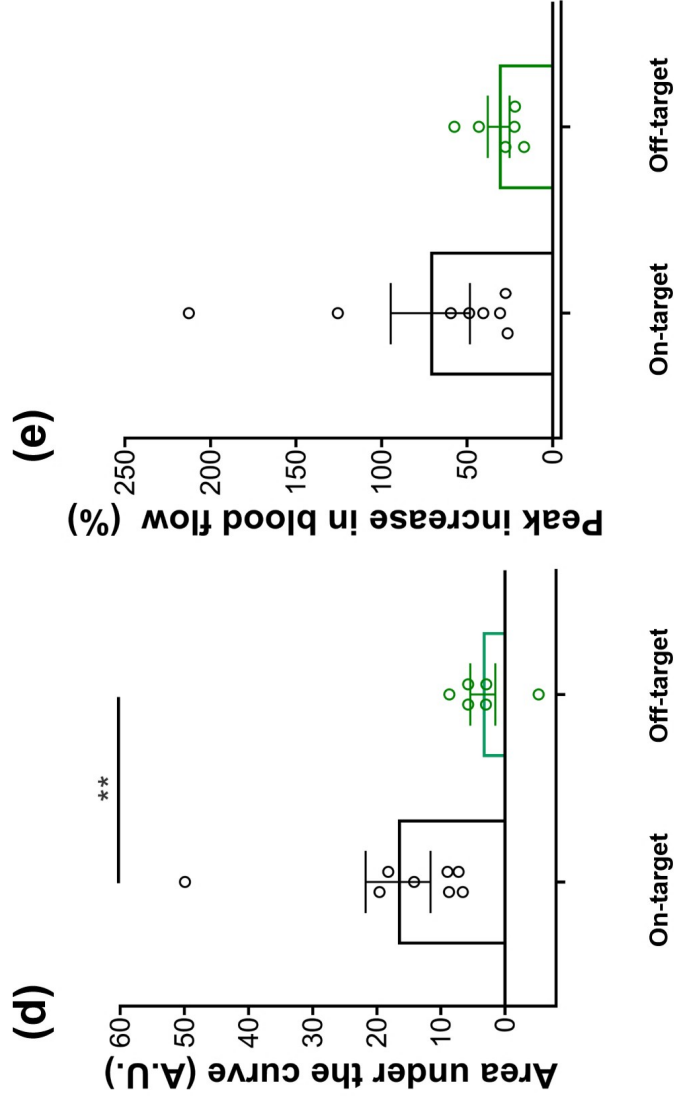 (d)
Area under the curve (A.U.)
60
50
40
30
20
10
0
**
On-target
Off-target
(e)
Peak increase in blood flow (%)
250
200
150
100
50
0
On-target
Off-target